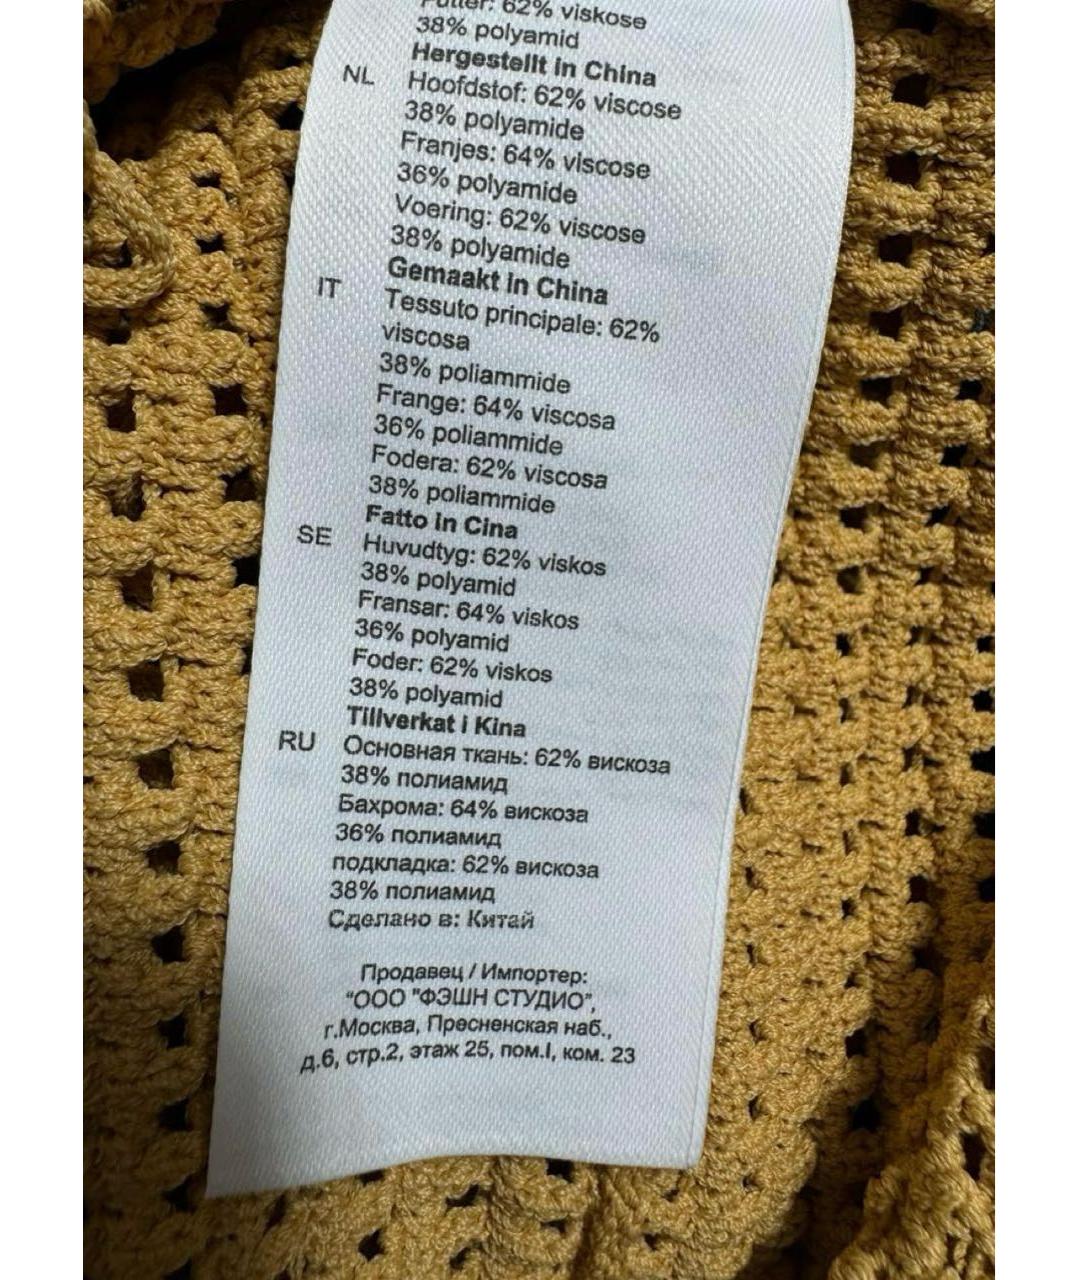 Futter: 62% viskose
38% polyamid
Hergestellt in China
NL Hoofdstof: 62% viscose
38% polyamide
Franjes: 64% viscose
36% polyamide
Voering: 62% viscose
38% polyamide
Gemaakt in China
IT Tessuto principale: 62%
viscosa
38% poliammide
Frange: 64% viscosa
36% poliammide
Fodera: 62% viscosa
38% poliammide
Fatto in Cina
SE Huvudtyg: 62% viskos
38% polyamid
Fransar: 64% viskos
36% polyamid
Foder: 62% viskos
38% polyamid
Tillverkat i Kina
RU Основная ткань: 62% вискоза
38% полиамид
Бахрома: 64% вискоза
36% полиамид
подкладка: 62% вискоза
38% полиамид
Сделано в: Китай
Продавец / Импортер:
"ООО "ФЭШН СТУДИО",
г.Москва, Пресненская наб.,
д.6, стр.2, этаж 25, пом.I, ком. 23